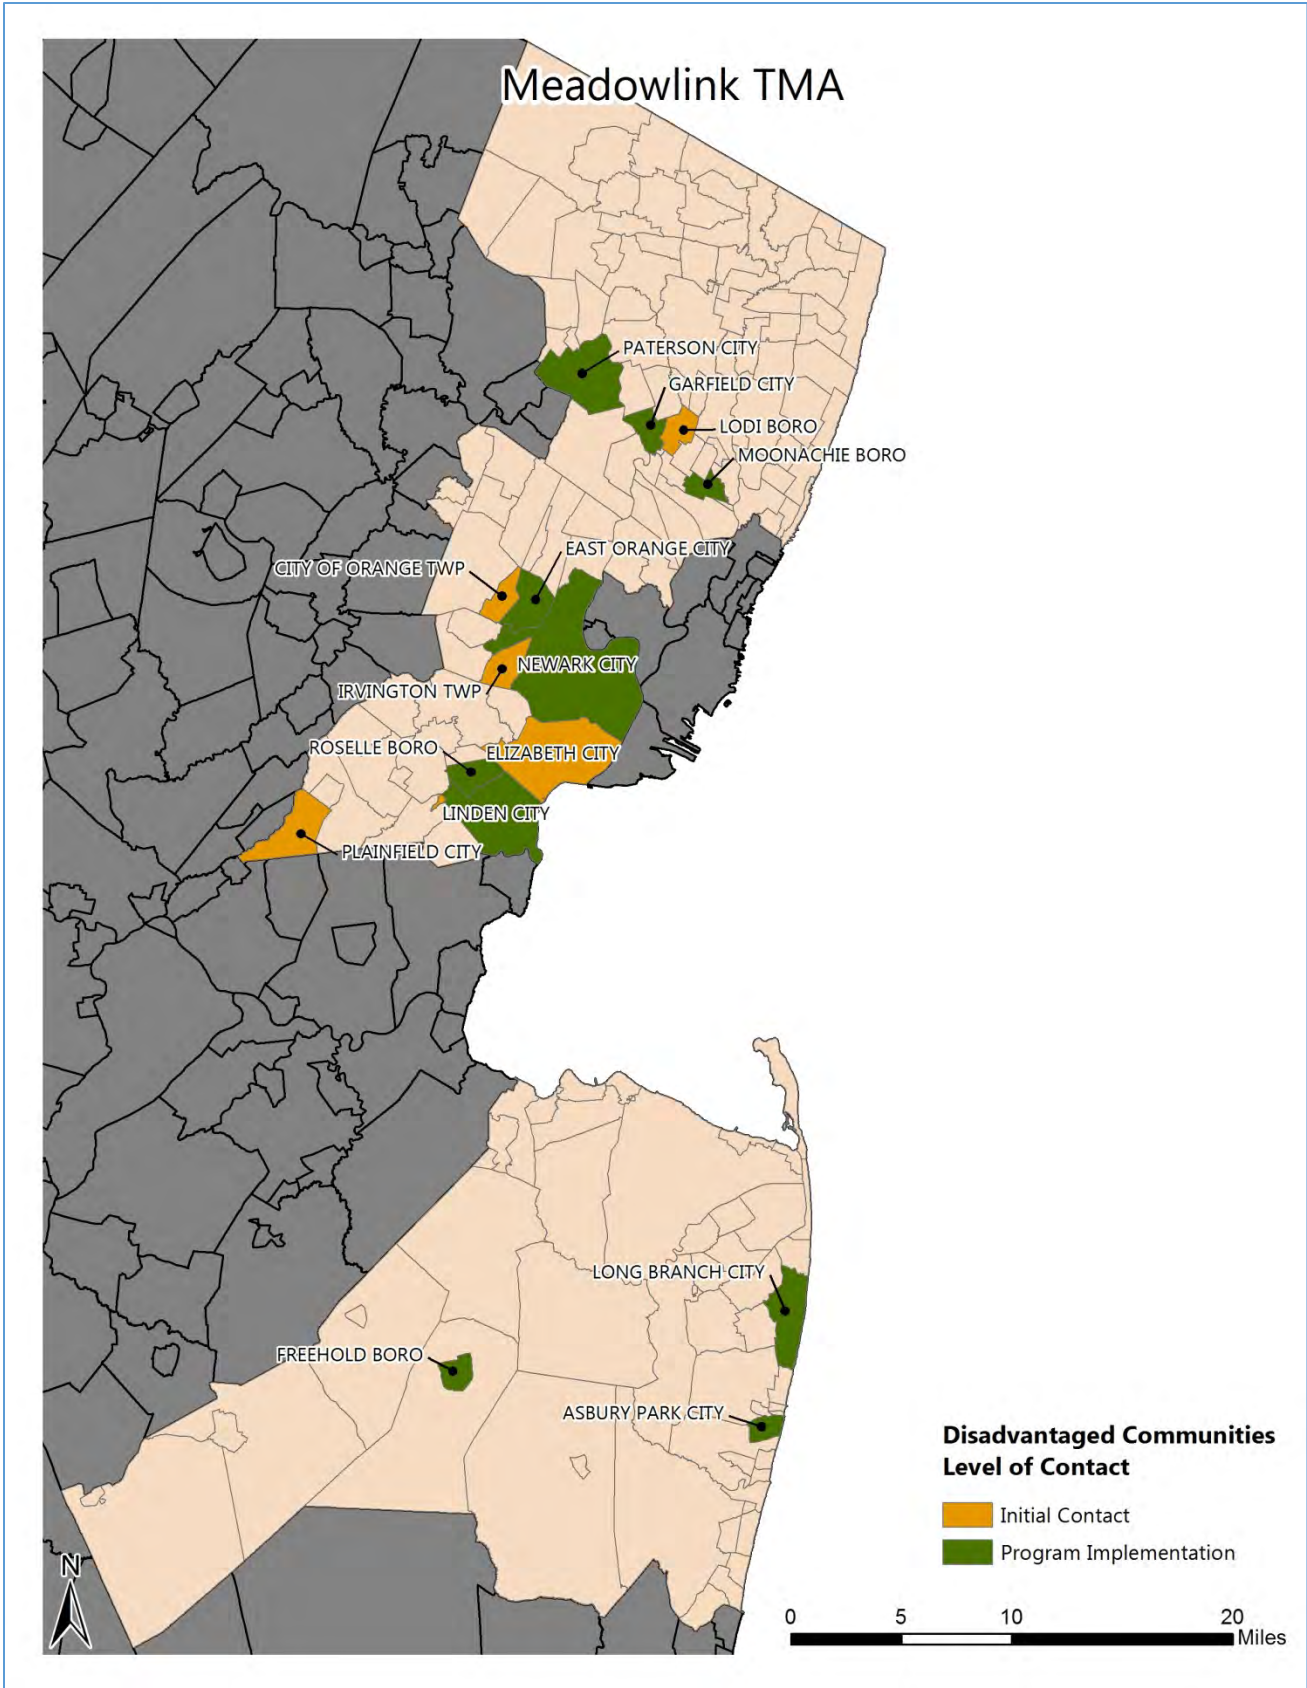 Meadowlink TMA
PATERSON CITY
GARFIELD CITY
LODI BORO
MOONACHIE BORO
EAST ORANGE CITY
CITY OF ORANGE TWP
NEWARK CITY
IRVINGTON TWP
ROSELLE BORO
ELIZABETH CITY
LINDEN CITY
PLAINFIELD CITY
LONG BRANCH CITY
FREEHOLD BORO
ASBURY PARK CITY
Disadvantaged Communities
Level of Contact
Initial Contact
Program Implementation
N
0 5 10 20
Miles